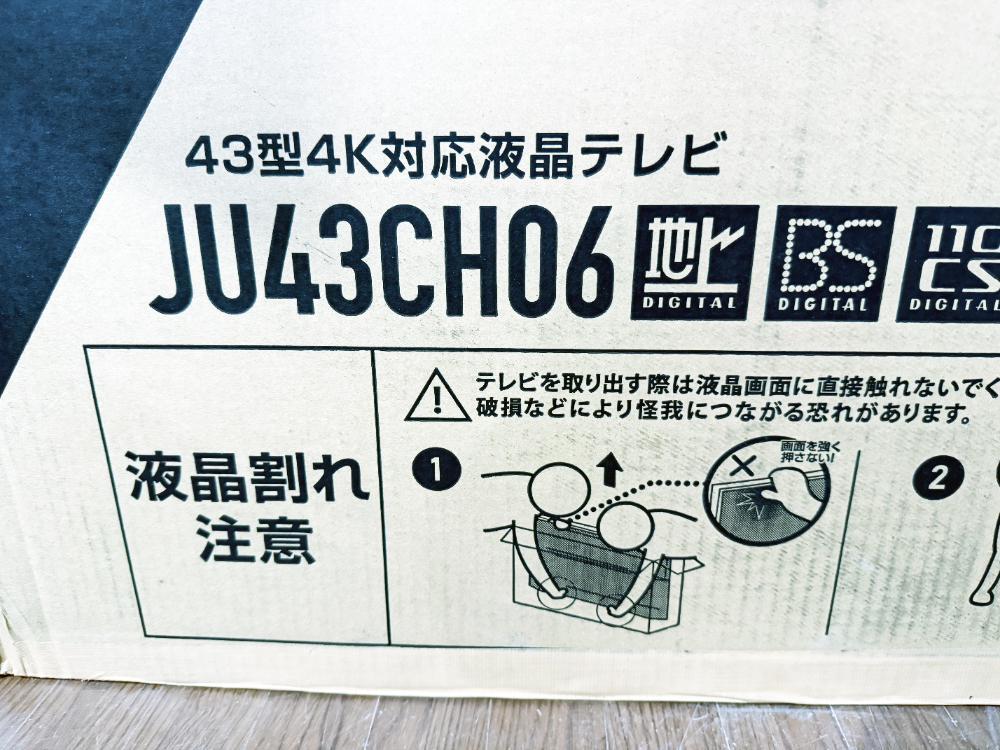 43型4K対応液晶テレビ
JU43CH06
地上 DIGITAL
BS DIGITAL
110 CS DIGITAL
液晶割れ
注意
テレビを取り出す際は液晶画面に直接触れないでく
破損などにより怪我につながる恐れがあります。
1
画面を強く
押さない!
2